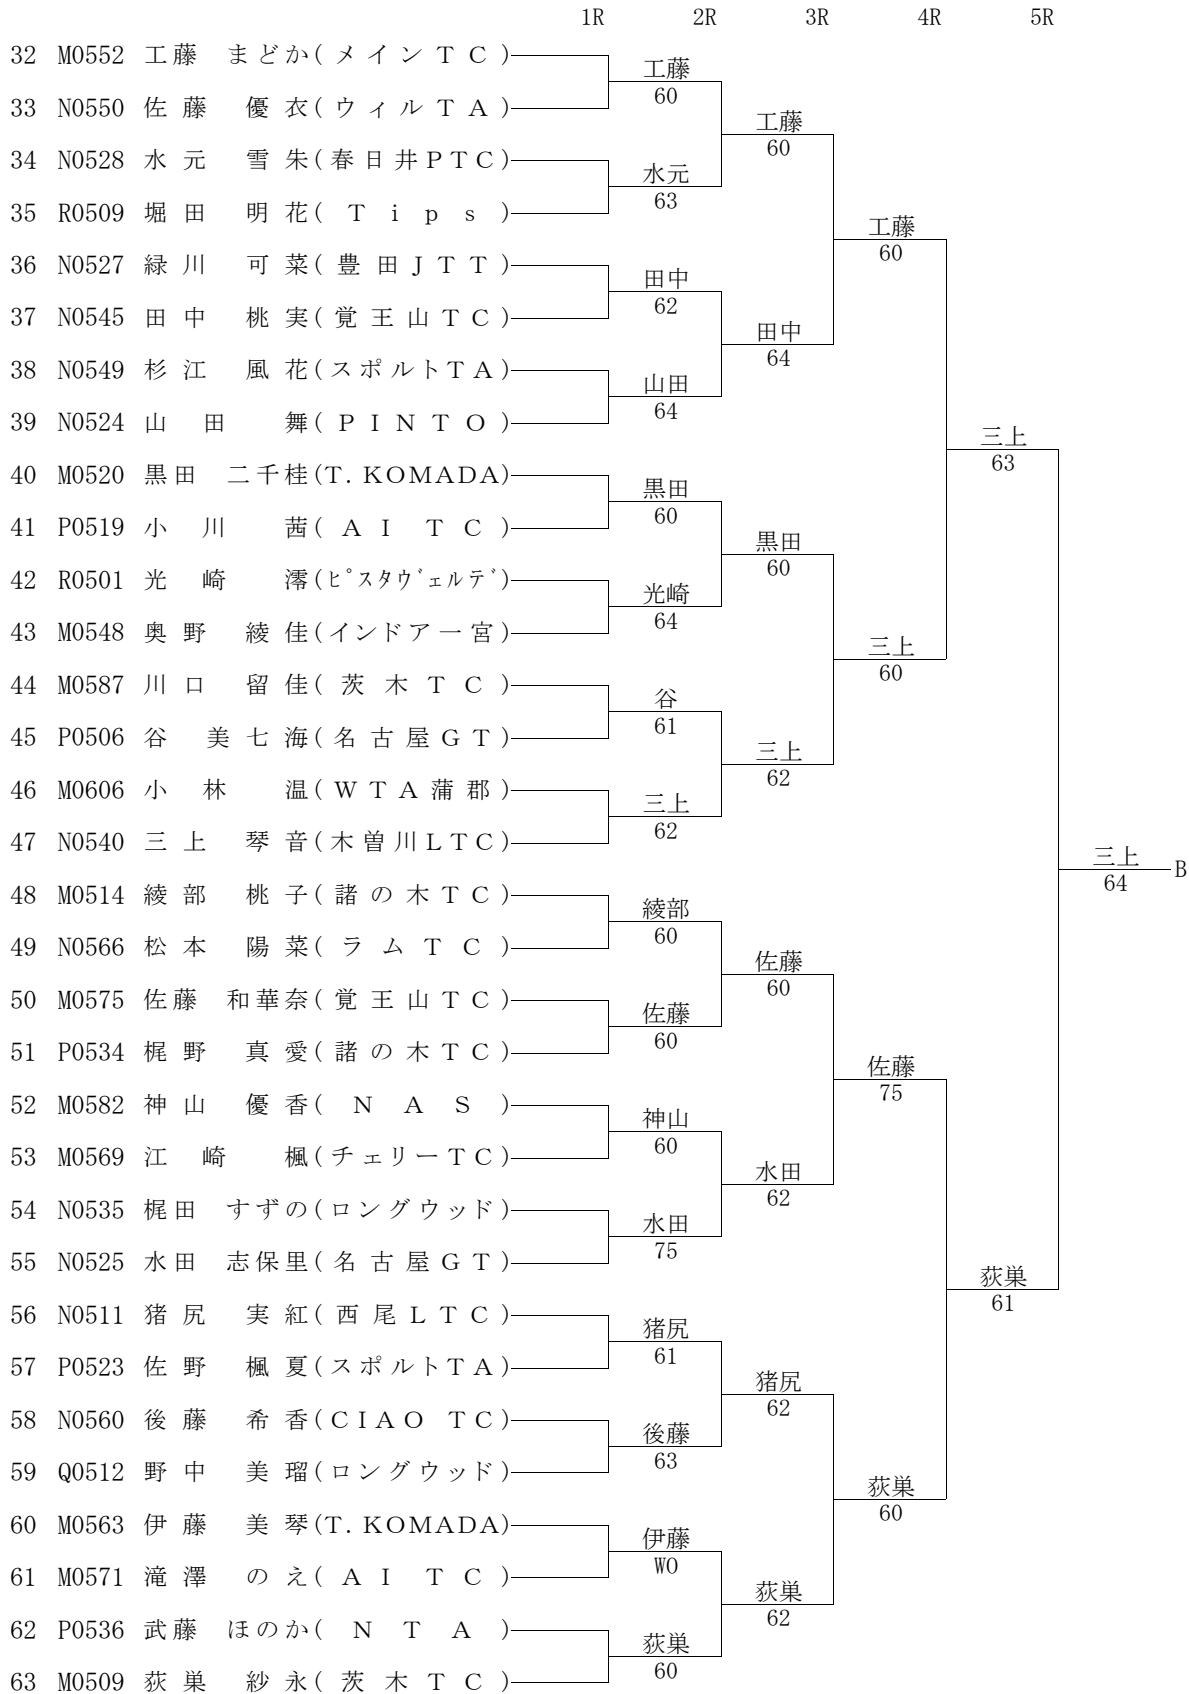 1R 2R 3R 4R 5R
32 M0552 工藤 まどか(メインTC)
工藤
60
33 N0550 佐藤 優衣(ウィルTA)
工藤
60
34 N0528 水元 雪朱(春日井PTC)
水元
63
35 R0509 堀田 明花(Tips)
工藤
60
36 N0527 緑川 可菜(豊田JTT)
田中
62
37 N0545 田中 桃実(覚王山TC)
田中
64
38 N0549 杉江 風花(スポルトTA)
山田
64
39 N0524 山田 舞(PINTO)
三上
63
40 M0520 黒田 二千桂(T.KOMADA)
黒田
60
41 P0519 小川 茜(AI TC)
黒田
60
42 R0501 光崎 澪(ピスタヴェルデ)
光崎
64
43 M0548 奥野 綾佳(インドア一宮)
三上
60
44 M0587 川口 留佳(茨木TC)
谷
61
45 P0506 谷 美七海(名古屋GT)
三上
62
46 M0606 小林 温(WTA蒲郡)
三上
62
47 N0540 三上 琴音(木曽川LTC)
三上 B
64
48 M0514 綾部 桃子(諸の木TC)
綾部
60
49 N0566 松本 陽菜(ラムTC)
佐藤
60
50 M0575 佐藤 和華奈(覚王山TC)
佐藤
60
51 P0534 梶野 真愛(諸の木TC)
佐藤
75
52 M0582 神山 優香(NAS)
神山
60
53 M0569 江崎 楓(チェリーTC)
水田
62
54 N0535 梶田 すずの(ロングウッド)
水田
75
55 N0525 水田 志保里(名古屋GT)
荻巣
61
56 N0511 猪尻 実紅(西尾LTC)
猪尻
61
57 P0523 佐野 楓夏(スポルトTA)
猪尻
62
58 N0560 後藤 希香(CIAO TC)
後藤
63
59 Q0512 野中 美瑠(ロングウッド)
荻巣
60
60 M0563 伊藤 美琴(T.KOMADA)
伊藤
WO
61 M0571 滝澤 のえ(AI TC)
荻巣
62
62 P0536 武藤 ほのか(NTA)
荻巣
60
63 M0509 荻巣 紗永(茨木TC)